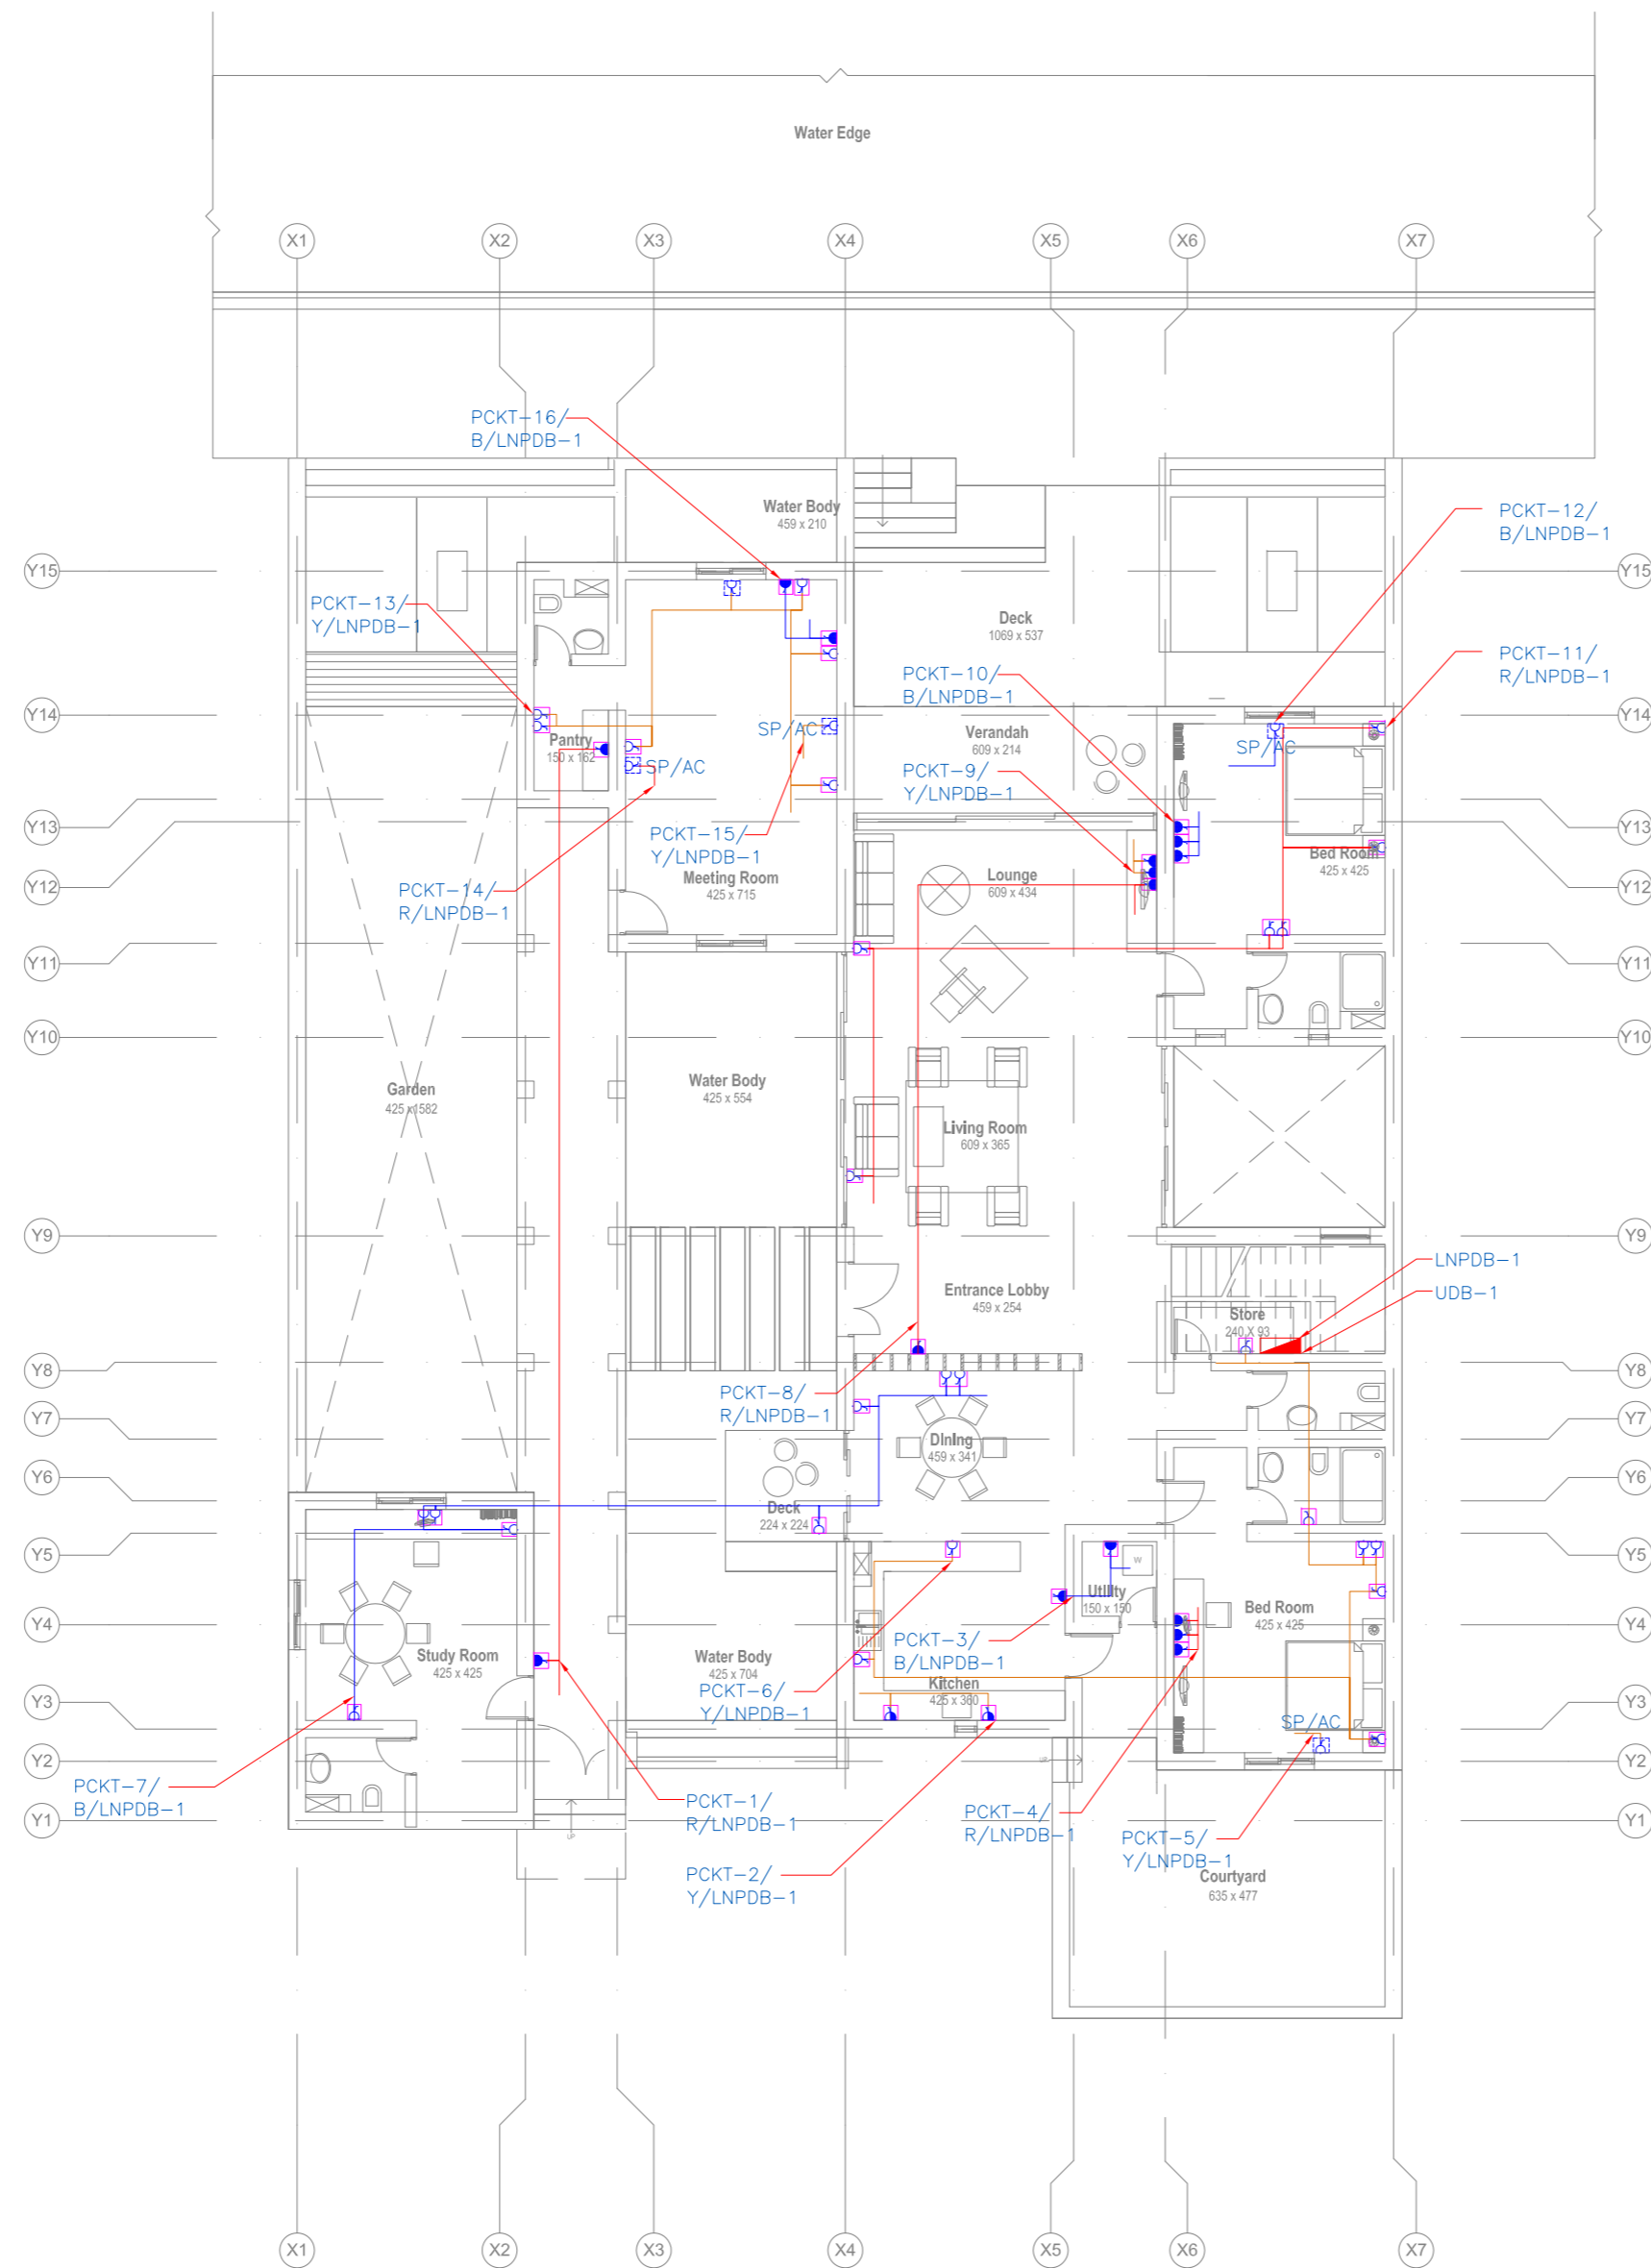 Water Edge
X1
X2
X3
X4
X5
X6
X7
PCKT-16/
B/LNPDB-1
Water Body
459 x 210
PCKT-12/
B/LNPDB-1
Y15
Y15
PCKT-13/
Y/LNPDB-1
Deck
1069 x 537
PCKT-11/
R/LNPDB-1
PCKT-10/
B/LNPDB-1
Y14
Y14
SP/AC
Verandah
609 x 214
SP/AC
Pantry
150 x 162
SP/AC
PCKT-9/
Y/LNPDB-1
Y13
Y13
PCKT-15/
Y/LNPDB-1
Bed Room
425 x 425
Meeting Room
425 x 715
Lounge
609 x 434
Y12
Y12
PCKT-14/
R/LNPDB-1
Y11
Y11
Y10
Y10
Garden
425 x 1582
Water Body
425 x 554
Living Room
609 x 365
Y9
Y9
LNPDB-1
UDB-1
Entrance Lobby
459 x 254
Store
240 X 93
Y8
Y8
PCKT-8/
R/LNPDB-1
Y7
Y7
Dining
459 x 341
Y6
Y6
Deck
224 x 224
Y5
Y5
W
Utility
150 x 150
Bed Room
425 x 425
Y4
Y4
PCKT-3/
B/LNPDB-1
Study Room
425 x 425
Water Body
425 x 704
Kitchen
425 x 360
PCKT-6/
Y/LNPDB-1
Y3
Y3
SP/AC
Y2
Y2
UP
PCKT-7/
B/LNPDB-1
PCKT-1/
R/LNPDB-1
PCKT-4/
R/LNPDB-1
PCKT-5/
Y/LNPDB-1
Y1
Y1
UP
PCKT-2/
Y/LNPDB-1
Courtyard
635 x 477
X1
X2
X3
X4
X5
X6
X7